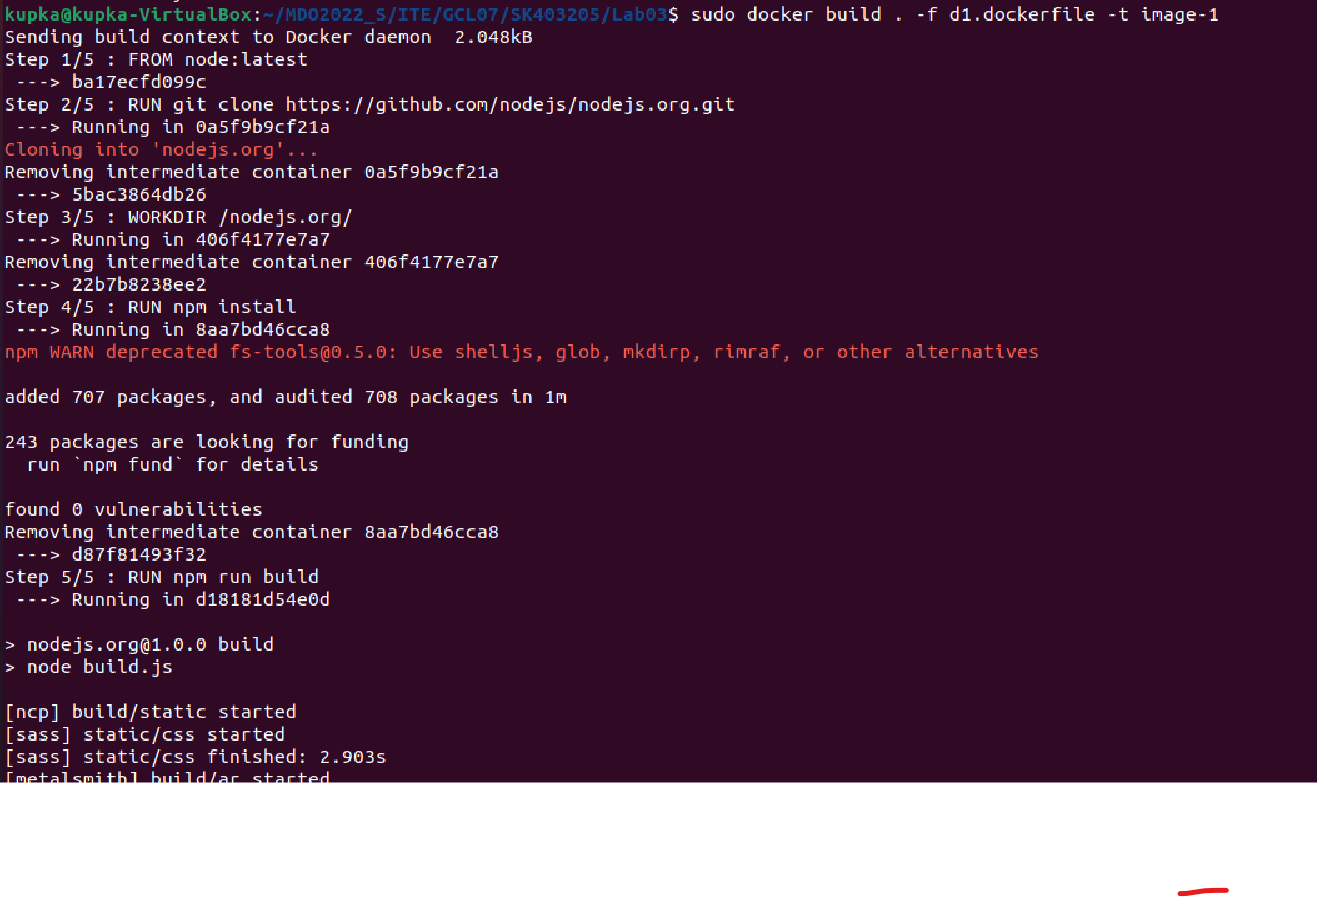 kupka@kupka-VirtualBox:~/MDO2022_S/ITE/GCL07/SK403205/Lab03$ sudo docker build . -f d1.dockerfile -t image-1
Sending build context to Docker daemon  2.048kB
Step 1/5 : FROM node:latest
 ---> ba17ecfd099c
Step 2/5 : RUN git clone https://github.com/nodejs/nodejs.org.git
 ---> Running in 0a5f9b9cf21a
Cloning into 'nodejs.org'...
Removing intermediate container 0a5f9b9cf21a
 ---> 5bac3864db26
Step 3/5 : WORKDIR /nodejs.org/
 ---> Running in 406f4177e7a7
Removing intermediate container 406f4177e7a7
 ---> 22b7b8238ee2
Step 4/5 : RUN npm install
 ---> Running in 8aa7bd46cca8
npm WARN deprecated fs-tools@0.5.0: Use shelljs, glob, mkdirp, rimraf, or other alternatives
added 707 packages, and audited 708 packages in 1m
243 packages are looking for funding
  run `npm fund` for details
found 0 vulnerabilities
Removing intermediate container 8aa7bd46cca8
 ---> d87f81493f32
Step 5/5 : RUN npm run build
 ---> Running in d18181d54e0d
> nodejs.org@1.0.0 build
> node build.js
[ncp] build/static started
[sass] static/css started
[sass] static/css finished: 2.903s
[metalsmith] build/ar started